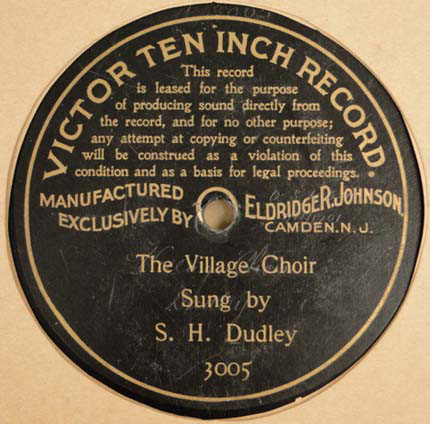 VICTOR TEN INCH RECORD.
This record
is leased for the purpose
of producing sound directly from
the record, and for no other purpose;
any attempt at copying or counterfeiting
will be construed as a violation of this
condition and as a basis for legal proceedings.
MANUFACTURED
EXCLUSIVELY BY
ELDRIDGE R. JOHNSON.
CAMDEN. N. J.
The Village Choir
Sung by
S. H. Dudley
3005